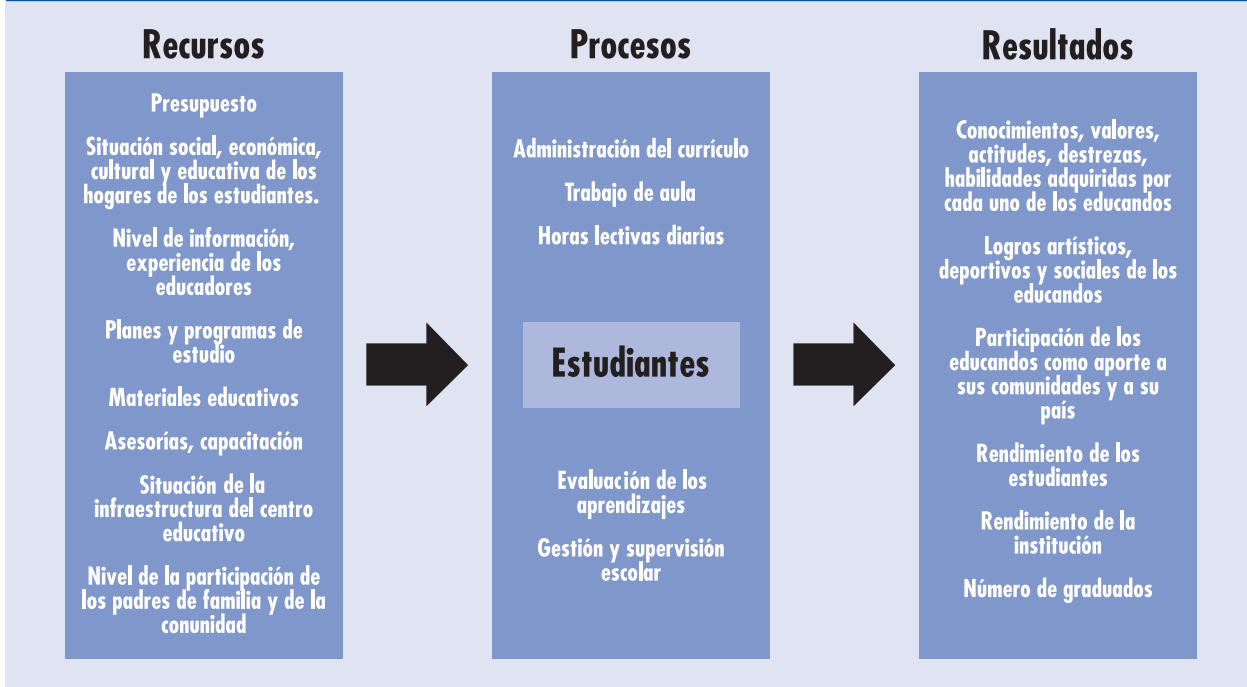 Recursos
Presupuesto
Situación social, económica,
cultural y educativa de los
hogares de los estudiantes.
Nivel de información,
experiencia de los
educadores
Planes y programas de
estudio
Materiales educativos
Asesorías, capacitación
Situación de la
infraestructura del centro
educativo
Nivel de la participación de
los padres de familia y de la
conunidad
Procesos
Administración del currículo
Trabajo de aula
Horas lectivas diarias
Estudiantes
Evaluación de los
aprendizajes
Gestión y supervisión
escolar
Resultados
Conocimientos, valores,
actitudes, destrezas,
habilidades adquiridas por
cada uno de los educandos
Logros artísticos,
deportivos y sociales de los
educandos
Participación de los
educandos como aporte a
sus comunidades y a su
país
Rendimiento de los
estudiantes
Rendimiento de la
institución
Número de graduados